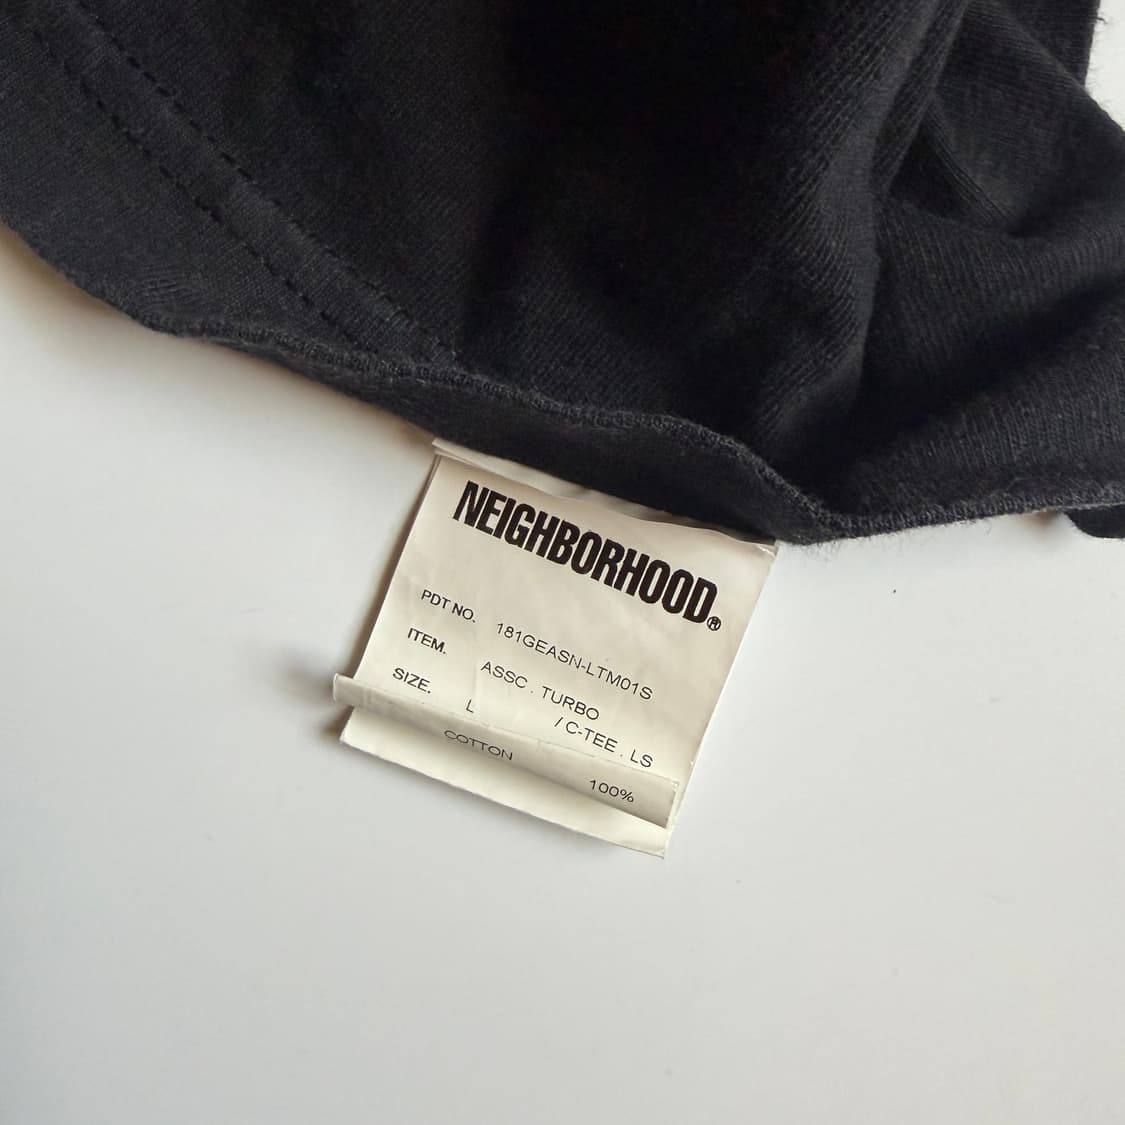 NEIGHBORHOOD®
PDT NO. 181GEASN-LTM01S
ITEM. ASSC . TURBO
/ C-TEE . LS
SIZE. L
COTTON 100%